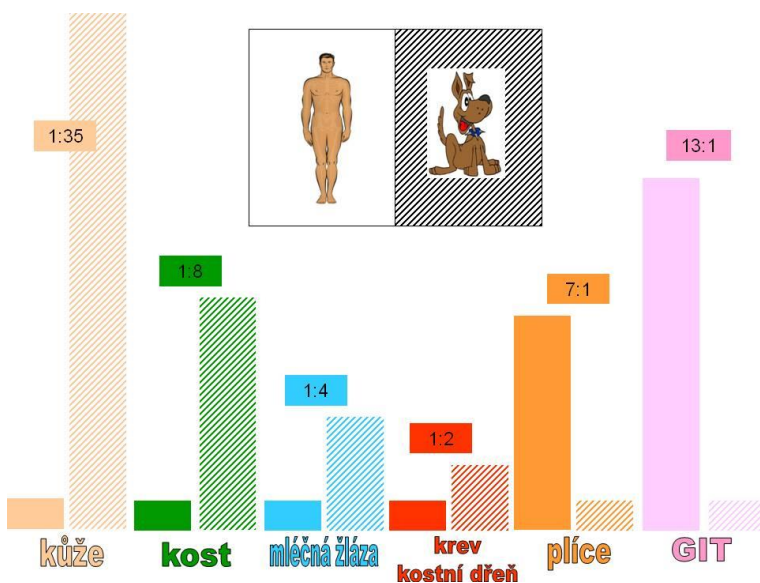 1:35
13:1
1:8
7:1
1:4
1:2
kůže
kost
mléčná žláza
krev
kostní dřeň
plíce
GIT